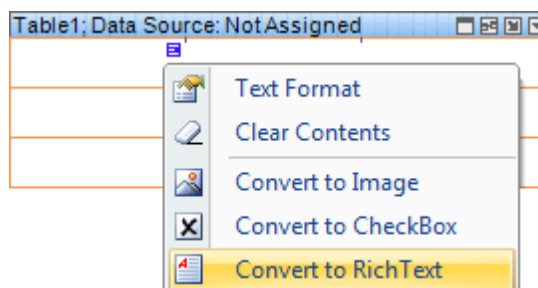 Table1; Data Source: NotAssigned
Text Format
Clear Contents
Convert to Image
Convert to CheckBox
Convert to RichText